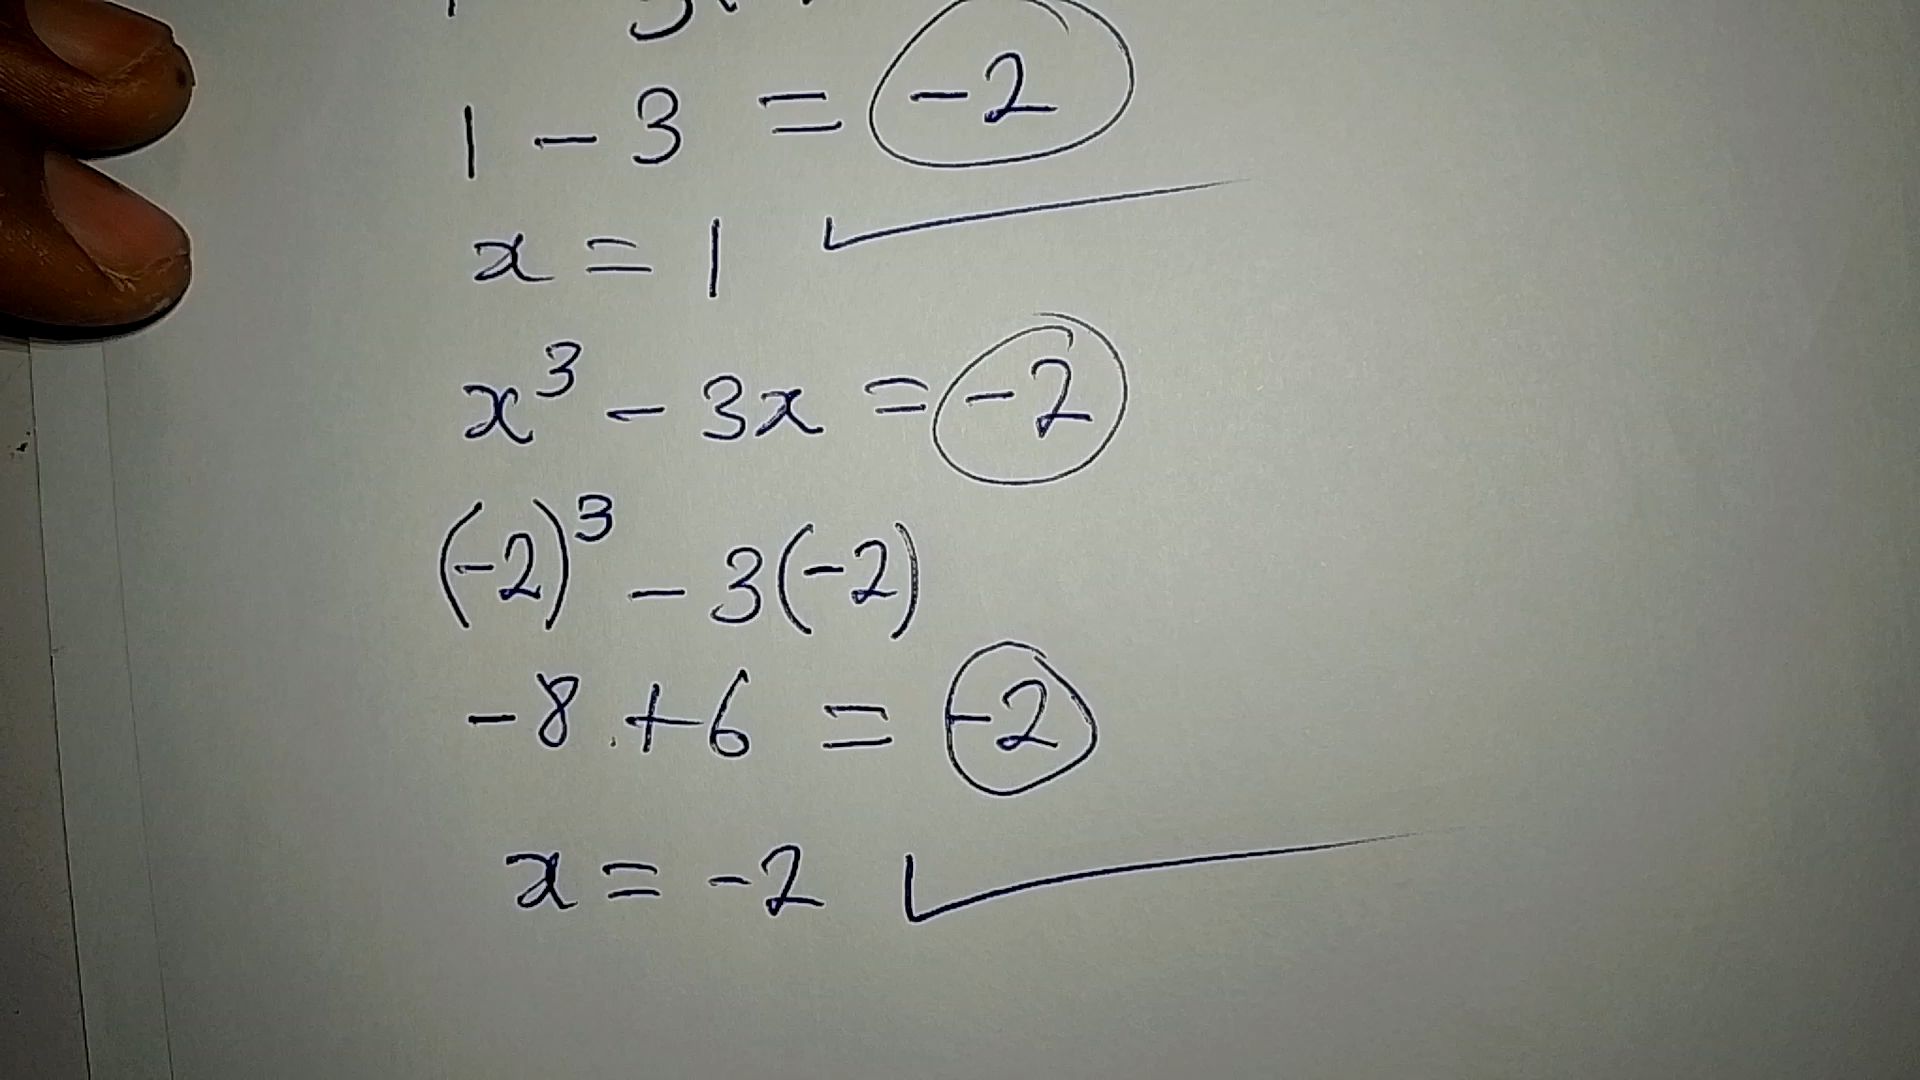 1 - 3 = -2
x = 1 ✓
x³ - 3x = -2
(-2)³ - 3(-2)
-8 + 6 = -2
x = -2 ✓